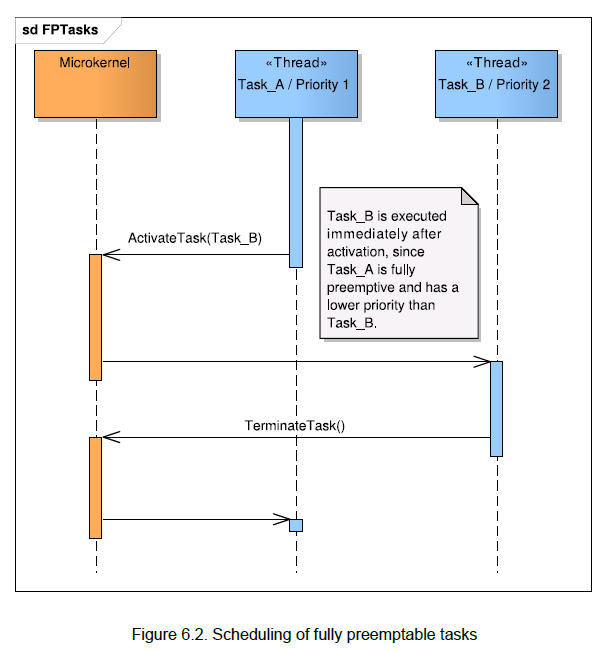 sd FPTasks
Microkernel
«Thread»
Task_A / Priority 1
«Thread»
Task_B / Priority 2
Task_B is executed
immediately after
activation, since
Task_A is fully
preemptive and has a
lower priority than
Task_B.
ActivateTask(Task_B)
TerminateTask()
Figure 6.2. Scheduling of fully preemptable tasks